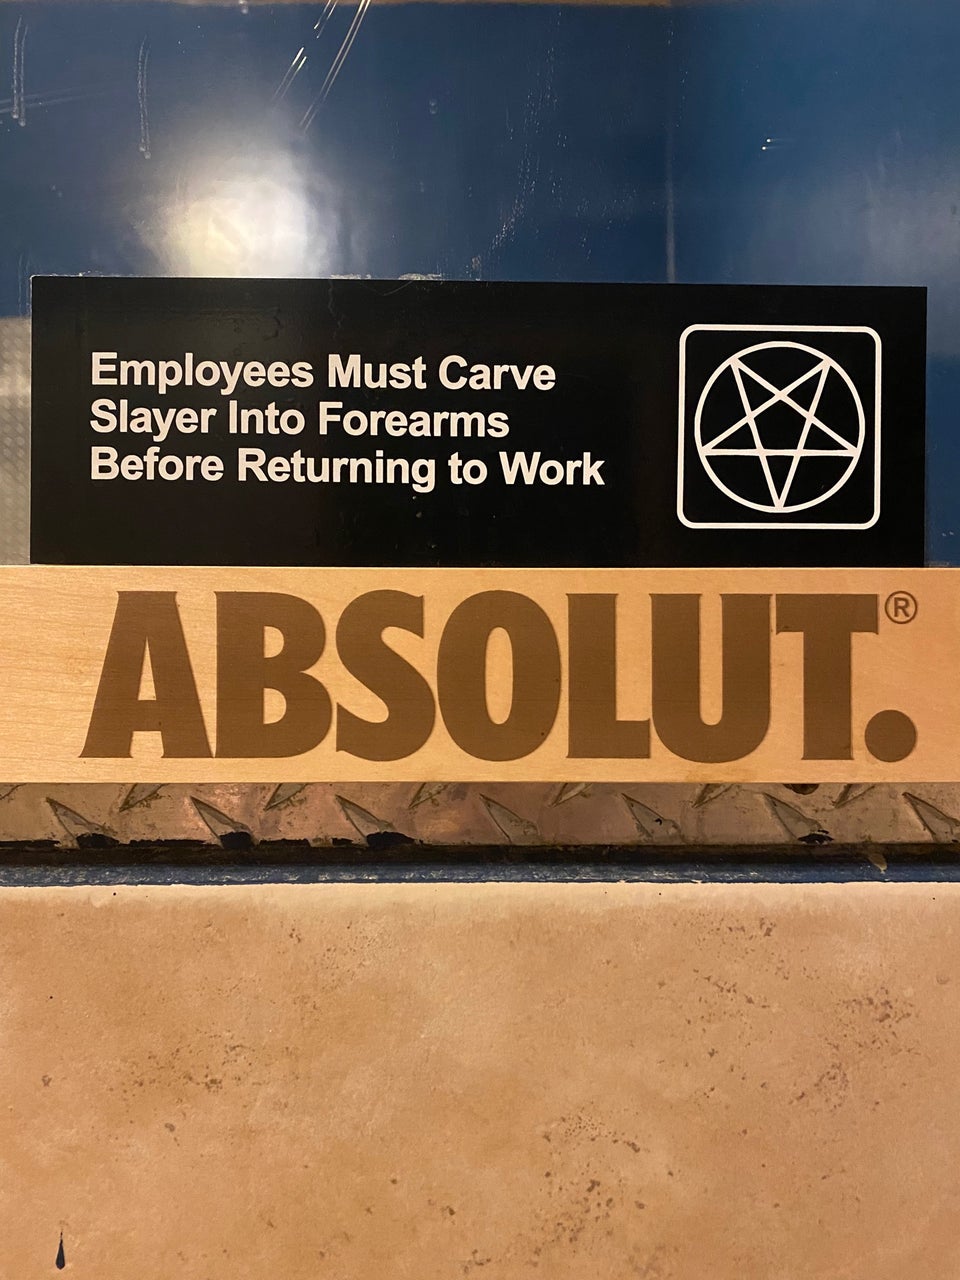 Employees Must Carve
Slayer Into Forearms
Before Returning to Work
ABSOLUT.®